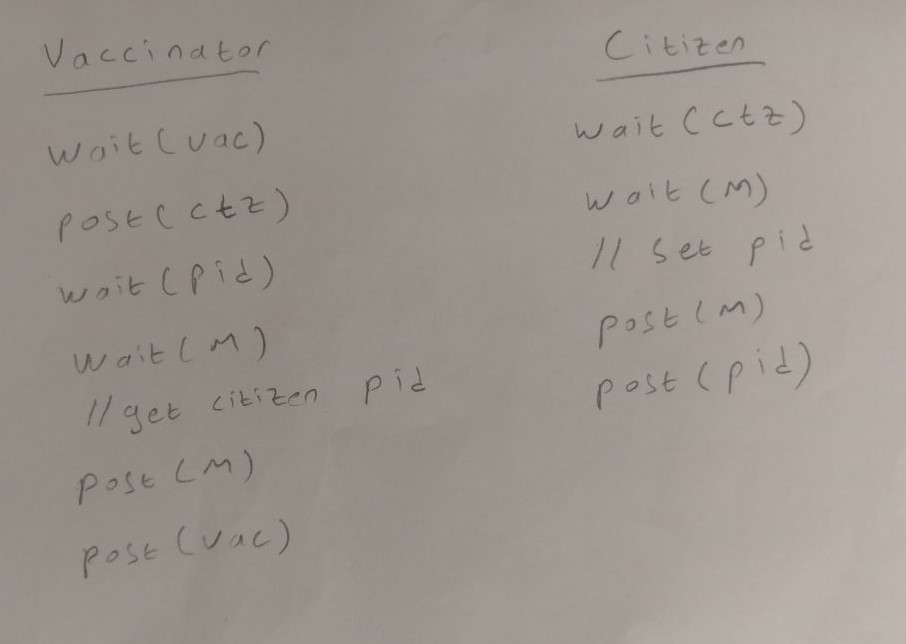 Vaccinator
wait(vac)
post(ctz)
wait(pid)
wait(M)
//get citizen pid
post(M)
post(vac)
Citizen
wait(ctz)
wait(M)
// set pid
post(M)
post(pid)